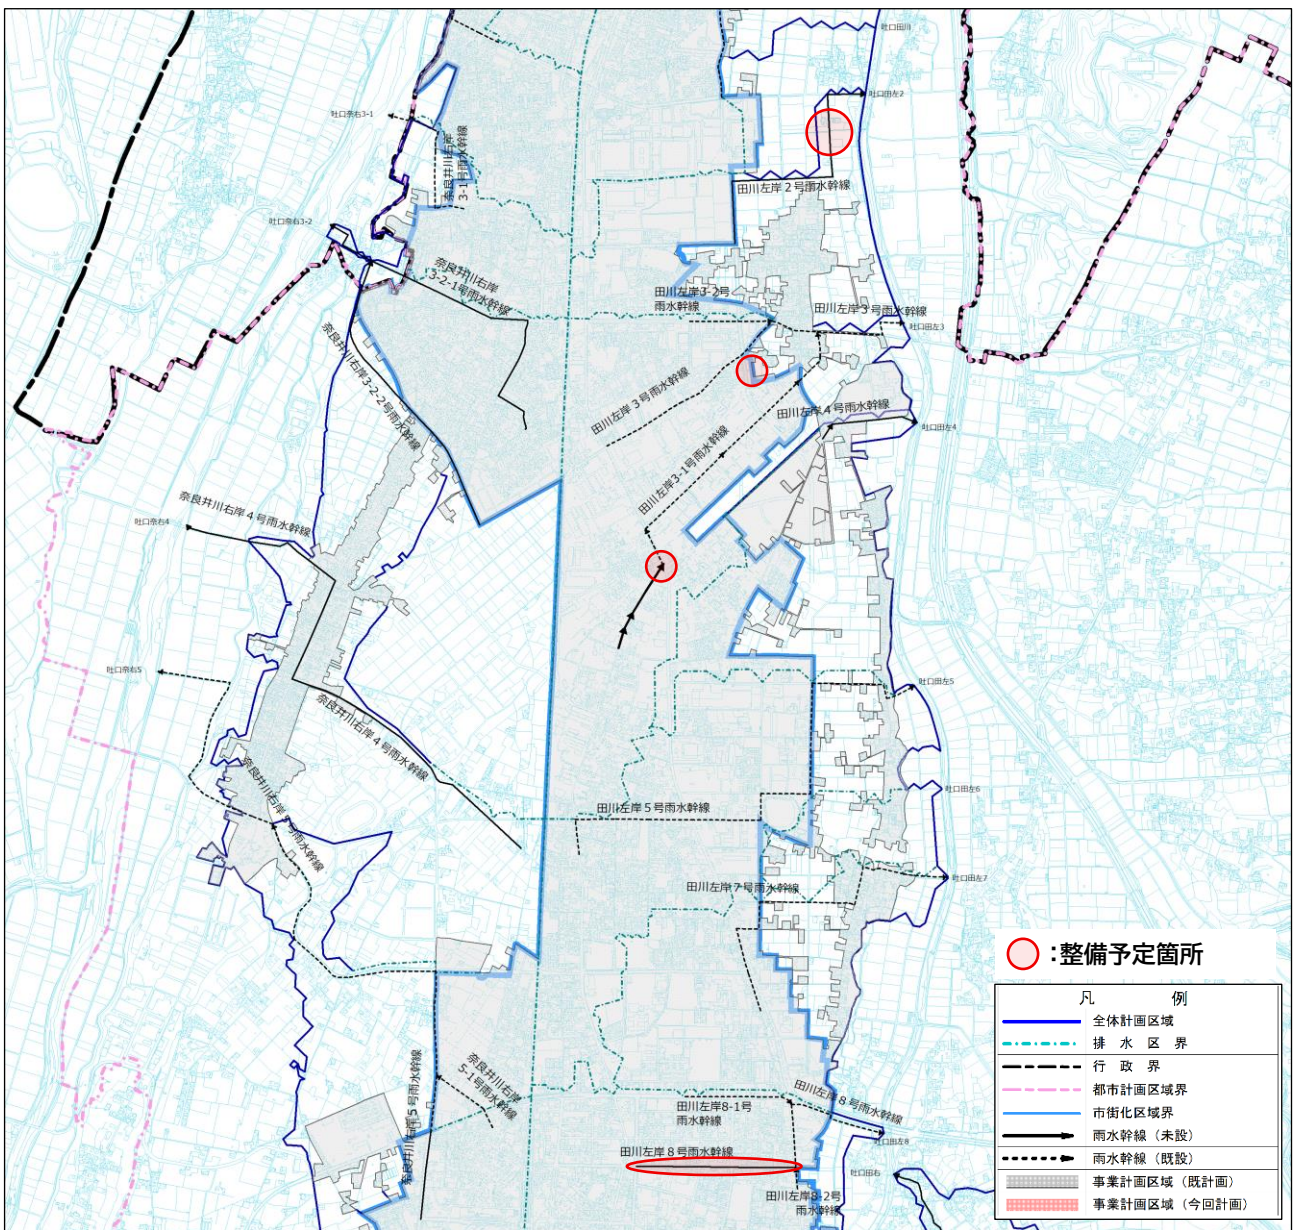 吐口田川
吐口田左2
吐口奈右3-1
奈良井川右岸
3-1号雨水幹線
田川左岸２号雨水幹線
吐口奈右3-2
奈良井川右岸
3-2-1号雨水幹線
田川左岸3-2号
雨水幹線
田川左岸３号雨水幹線
吐口田左3
奈良井川右岸3-2-2号雨水幹線
田川左岸３号雨水幹線
田川左岸４号雨水幹線
吐口田左4
田川左岸3-1号雨水幹線
奈良井川右岸４号雨水幹線
吐口奈右4
吐口奈右5
吐口田左5
奈良井川右岸４号雨水幹線
奈良井川右岸５号雨水幹線
吐口田左6
田川左岸５号雨水幹線
吐口田左7
田川左岸７号雨水幹線
奈良井川右岸５号雨水幹線
奈良井川右岸
5-1号雨水幹線
田川左岸８号雨水幹線
田川左岸8-1号
雨水幹線
吐口田左8
田川左岸８号雨水幹線
吐口田右
田川左岸8-2号
雨水幹線
：整備予定箇所
凡 例
全体計画区域
排 水 区 界
行 政 界
都市計画区域界
市街化区域界
雨水幹線（未設）
雨水幹線（既設）
事業計画区域（既計画）
事業計画区域（今回計画）